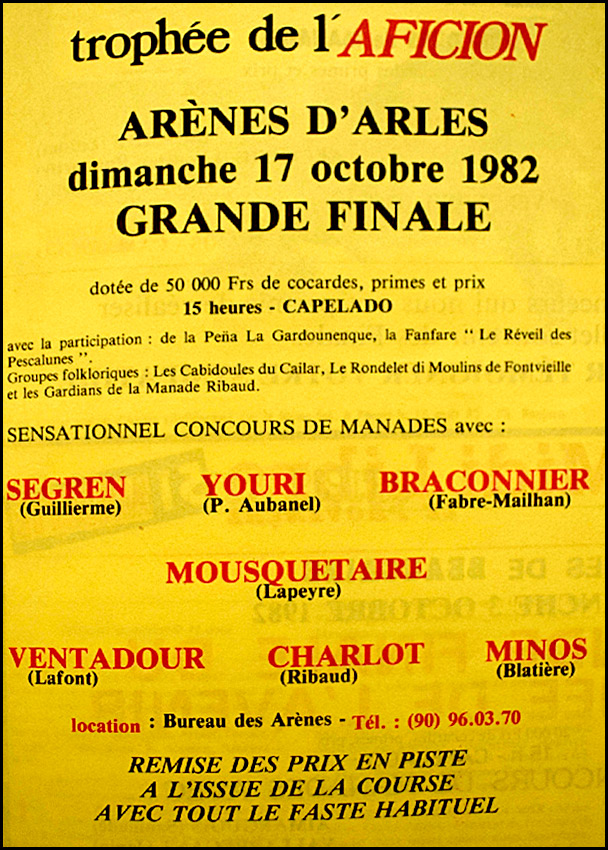 trophée de l'AFICION
ARÈNES D'ARLES
dimanche 17 octobre 1982
GRANDE FINALE
dotée de 50 000 Frs de cocardes, primes et prix
15 heures - CAPELADO
avec la participation : de la Peña La Gardounenque, la Fanfare " Le Réveil des
Pescalunes ".
Groupes folkloriques : Les Cabidoules du Cailar, Le Rondelet di Moulins de Fontvieille
et les Gardians de la Manade Ribaud.
SENSATIONNEL CONCOURS DE MANADES avec :
SEGREN YOURI BRACONNIER
(Guillierme) (P. Aubanel) (Fabre-Mailhan)
MOUSQUETAIRE
(Lapeyre)
VENTADOUR CHARLOT MINOS
(Lafont) (Ribaud) (Blatière)
location : Bureau des Arènes - Tél. : (90) 96.03.70
REMISE DES PRIX EN PISTE
A L'ISSUE DE LA COURSE
AVEC TOUT LE FASTE HABITUEL